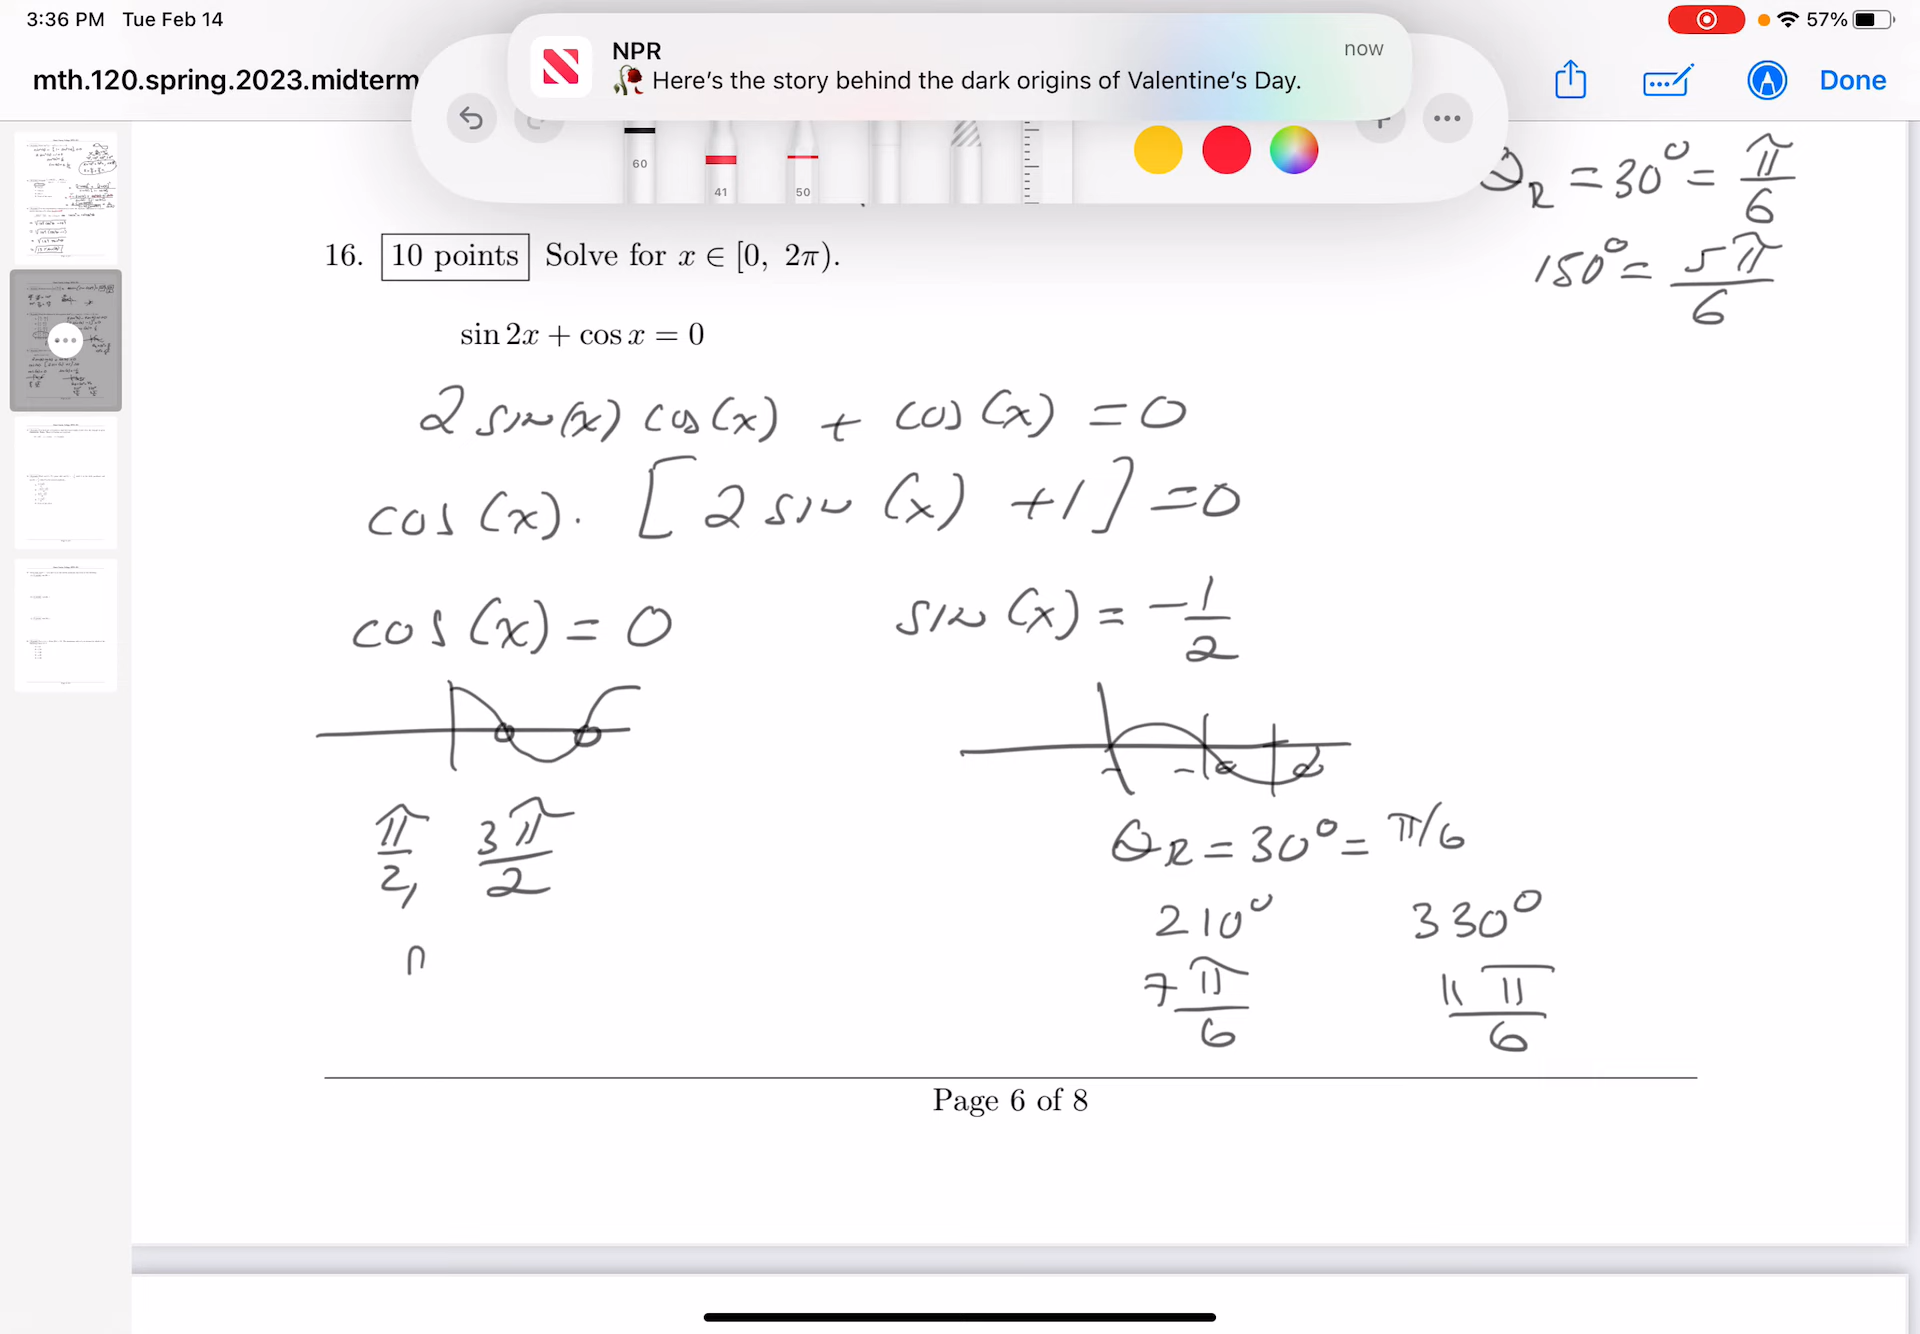 3:36 PM Tue Feb 14
57%
mth.120.spring.2023.midterm
NPR
now
🥀 Here's the story behind the dark origins of Valentine's Day.
Done
60
41
50
θR = 30° = π/6
150° = 5π/6
16. 10 points Solve for x ∈ [0, 2π).
sin 2x + cos x = 0
2 sin(x) cos(x) + cos(x) = 0
cos(x). [2 sin(x) + 1] = 0
cos(x) = 0
sin(x) = -1/2
π/2, 3π/2
θR = 30° = π/6
210° 330°
7π/6 11π/6
Page 6 of 8